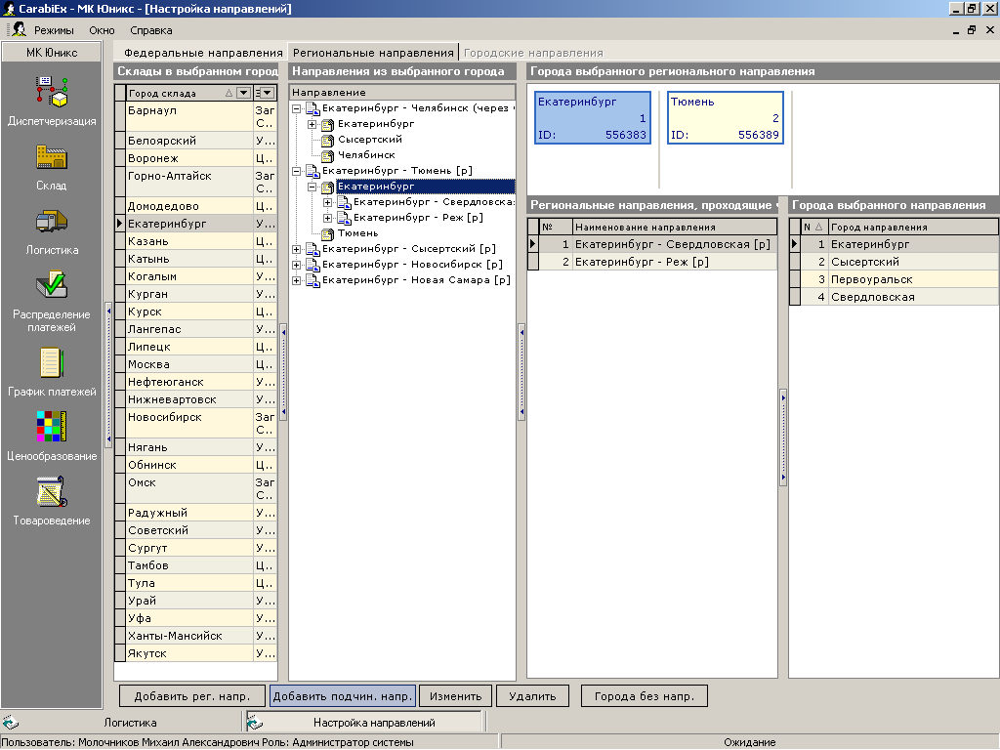 CarabiEx - МК Юникс - [Настройка направлений]
Режимы Окно Справка
МК Юникс
Диспетчеризация
Склад
Логистика
Распределение
платежей
График платежей
Ценообразование
Товароведение
Федеральные направления Региональные направления Городские направления
Склады в выбранном город
Город склада
Барнаул Заг
С..
Белоярский У...
Воронеж Ц..
Горно-Алтайск Заг
С..
Домодедово Ц..
Екатеринбург У...
Казань Ц..
Катынь Ц..
Когалым У...
Курган У...
Курск Ц..
Лангепас У...
Липецк Ц..
Москва Ц..
Нефтеюганск У...
Нижневартовск У...
Новосибирск Заг
С..
Нягань У...
Обнинск Ц..
Омск Заг
С..
Радужный У...
Советский У...
Сургут У...
Тамбов Ц..
Тула Ц..
Урай У...
Уфа У...
Ханты-Мансийск У...
Якутск У...
Направления из выбранного города
Направление
Екатеринбург - Челябинск (через
Екатеринбург
Сысертский
Челябинск
Екатеринбург - Тюмень [р]
Екатеринбург
Екатеринбург - Свердловска
Екатеринбург - Реж [р]
Тюмень
Екатеринбург - Сысертский [р]
Екатеринбург - Новосибирск [р]
Екатеринбург - Новая Самара [р]
Города выбранного регионального направления
Екатеринбург
1
ID: 556383
Тюмень
2
ID: 556389
Региональные направления, проходящие
№ Наименование направления
1 Екатеринбург - Свердловская [р]
2 Екатеринбург - Реж [р]
Города выбранного направления
N Город направления
1 Екатеринбург
2 Сысертский
3 Первоуральск
4 Свердловская
Добавить рег. напр. Добавить подчин. напр. Изменить Удалить Города без напр.
Логистика Настройка направлений
Пользователь: Молочников Михаил Александрович Роль: Администратор системы Ожидание